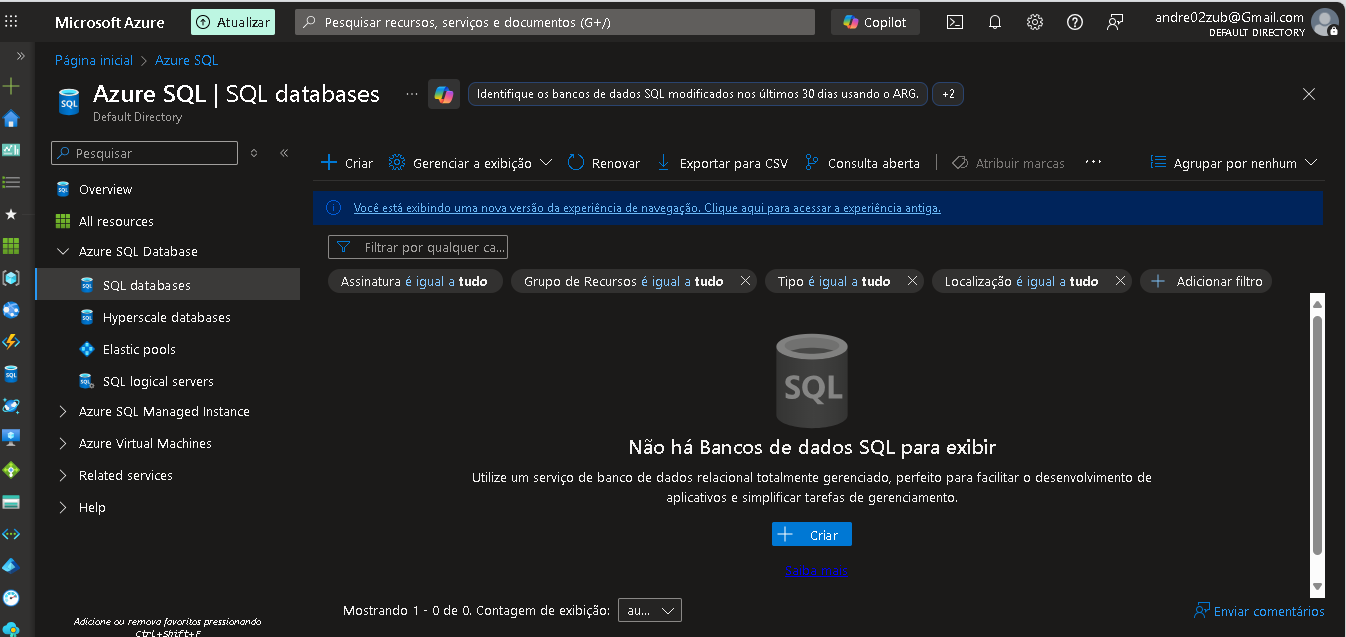 Microsoft Azure
Atualizar
Pesquisar recursos, serviços e documentos (G+/)
Copilot
andre02zub@Gmail.com
DEFAULT DIRECTORY
Página inicial > Azure SQL
Azure SQL | SQL databases
...
Identifique os bancos de dados SQL modificados nos últimos 30 dias usando o ARG.
+2
Default Directory
Pesquisar
Criar
Gerenciar a exibição
Renovar
Exportar para CSV
Consulta aberta
Atribuir marcas
...
Agrupar por nenhum
Overview
All resources
Azure SQL Database
SQL databases
Hyperscale databases
Elastic pools
SQL logical servers
Azure SQL Managed Instance
Azure Virtual Machines
Related services
Help
Adicione ou remova favoritos pressionando
Ctrl+Shift+F
Você está exibindo uma nova versão da experiência de navegação. Clique aqui para acessar a experiência antiga.
Filtrar por qualquer ca...
Assinatura é igual a tudo
Grupo de Recursos é igual a tudo
Tipo é igual a tudo
Localização é igual a tudo
Adicionar filtro
SQL
Não há Bancos de dados SQL para exibir
Utilize um serviço de banco de dados relacional totalmente gerenciado, perfeito para facilitar o desenvolvimento de
aplicativos e simplificar tarefas de gerenciamento.
Criar
Saiba mais
Mostrando 1 - 0 de 0. Contagem de exibição:
au...
Enviar comentários